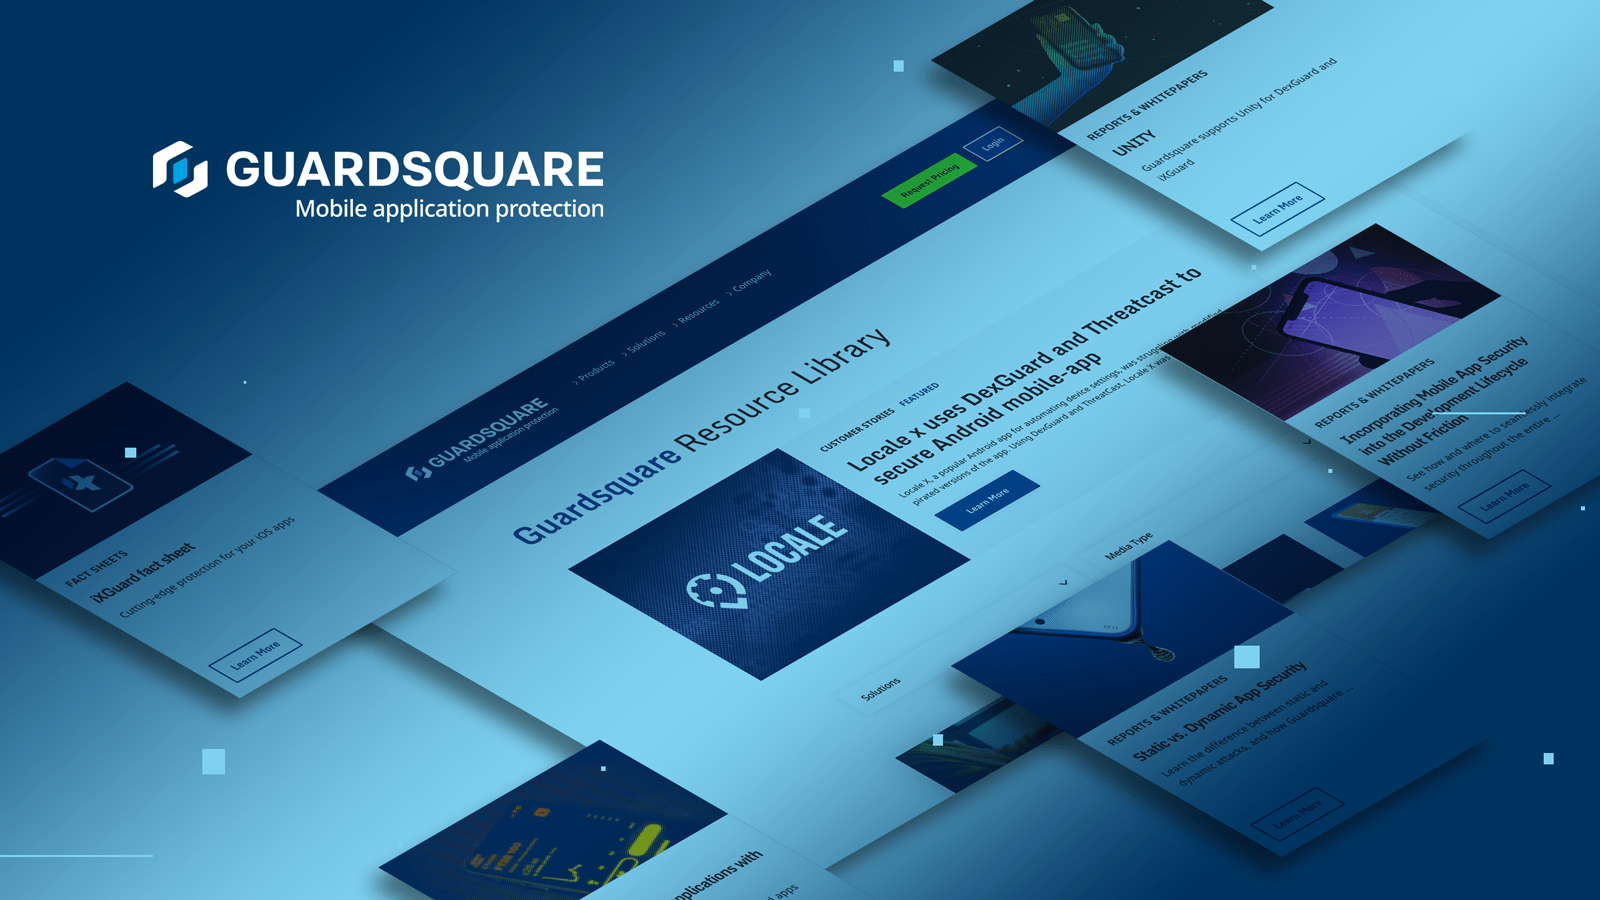 GUARDSQUARE
Mobile application protection
REPORTS & WHITEPAPERS
UNITY
Guardsquare supports Unity for DexGuard and
iXGuard
Learn More
Request Pricing
Login
Products
Solutions
Resources
Company
GUARDSQUARE
Mobile application protection
Guardsquare Resource Library
LOCALE
CUSTOMER STORIES FEATURED
Locale x uses DexGuard and Threatcast to
secure Android mobile-app
Locale X, a popular Android app for automating device settings, was struggling with modified,
pirated versions of the app. Using DexGuard and ThreatCast, Locale X was
Learn More
Solutions
Media Type
REPORTS & WHITEPAPERS
Incorporating Mobile App Security
into the Development Lifecycle
Without Friction
See how and where to seamlessly integrate
security throughout the entire ...
Learn More
FACT SHEETS
iXGuard fact sheet
Cutting-edge protection for your iOS apps
Learn More
REPORTS & WHITEPAPERS
Static vs. Dynamic App Security
Learn the difference between static and
dynamic attacks, and how Guardsquare ...
Learn More
pplications with
d apps